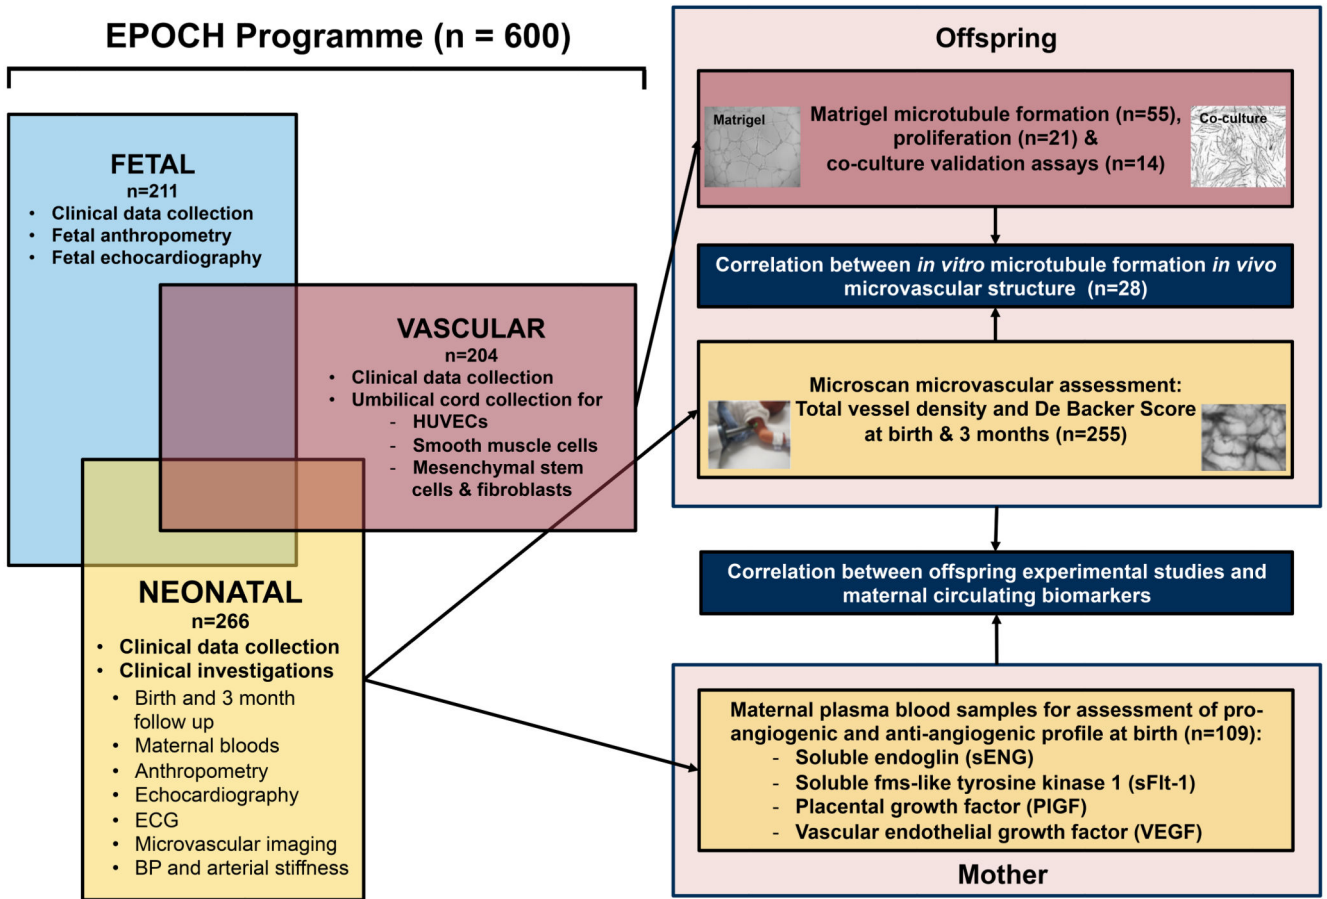 EPOCH Programme (n = 600)
FETAL
n=211
• Clinical data collection
• Fetal anthropometry
• Fetal echocardiography
VASCULAR
n=204
• Clinical data collection
• Umbilical cord collection for
- HUVECs
- Smooth muscle cells
- Mesenchymal stem
cells & fibroblasts
NEONATAL
n=266
• Clinical data collection
• Clinical investigations
• Birth and 3 month
follow up
• Maternal bloods
• Anthropometry
• Echocardiography
• ECG
• Microvascular imaging
• BP and arterial stiffness
Offspring
Matrigel
Matrigel microtubule formation (n=55),
proliferation (n=21) &
co-culture validation assays (n=14)
Co-culture
Correlation between in vitro microtubule formation in vivo
microvascular structure (n=28)
Microscan microvascular assessment:
Total vessel density and De Backer Score
at birth & 3 months (n=255)
Correlation between offspring experimental studies and
maternal circulating biomarkers
Maternal plasma blood samples for assessment of pro-
angiogenic and anti-angiogenic profile at birth (n=109):
- Soluble endoglin (sENG)
- Soluble fms-like tyrosine kinase 1 (sFlt-1)
- Placental growth factor (PlGF)
- Vascular endothelial growth factor (VEGF)
Mother